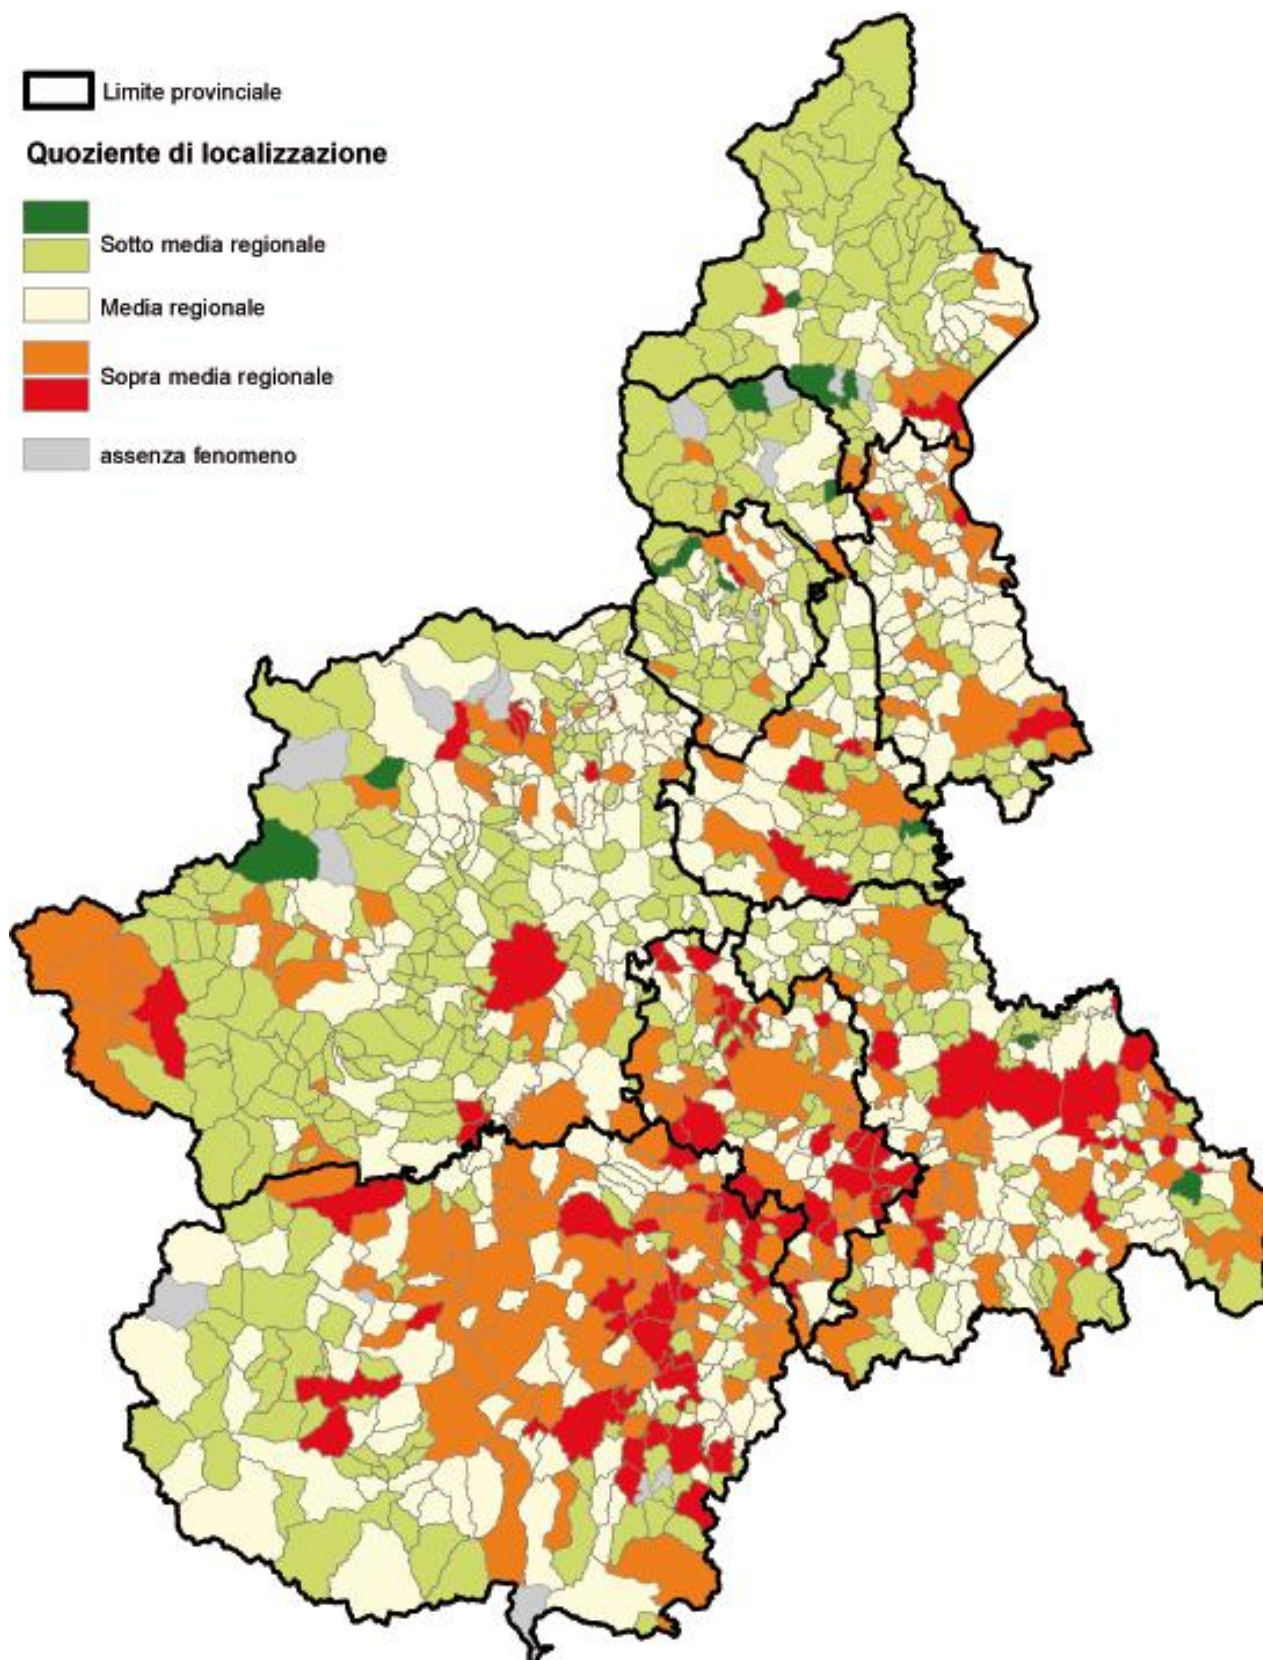 Limite provinciale
Quoziente di localizzazione
Sotto media regionale
Media regionale
Sopra media regionale
assenza fenomeno